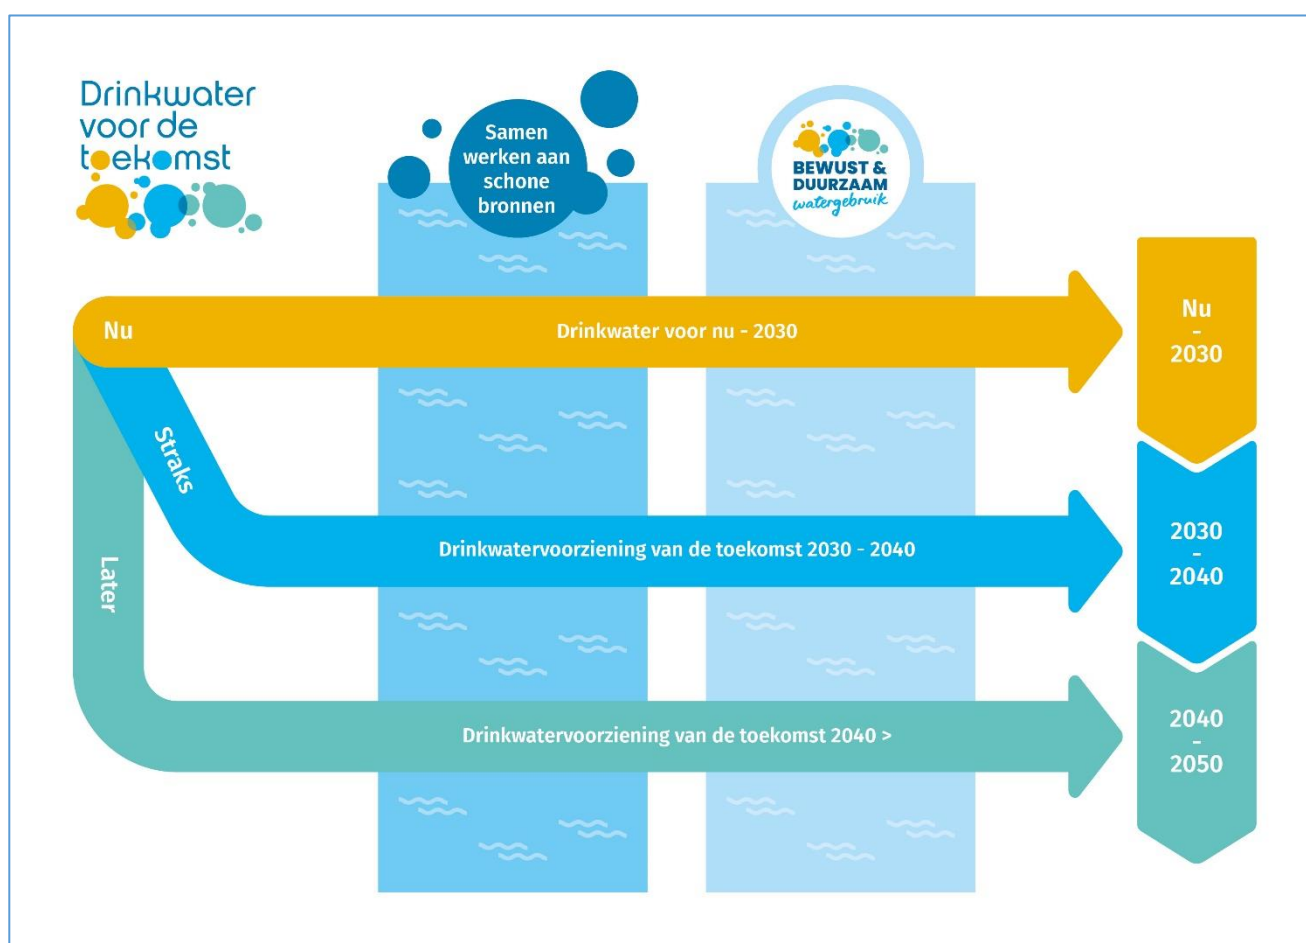 Drinkwater
voor de
toekomst
Samen
werken aan
schone
bronnen
BEWUST &
DUURZAAM
watergebruik
Nu
Drinkwater voor nu - 2030
Nu
-
2030
Straks
Drinkwatervoorziening van de toekomst 2030 - 2040
2030
-
2040
Later
Drinkwatervoorziening van de toekomst 2040 >
2040
-
2050